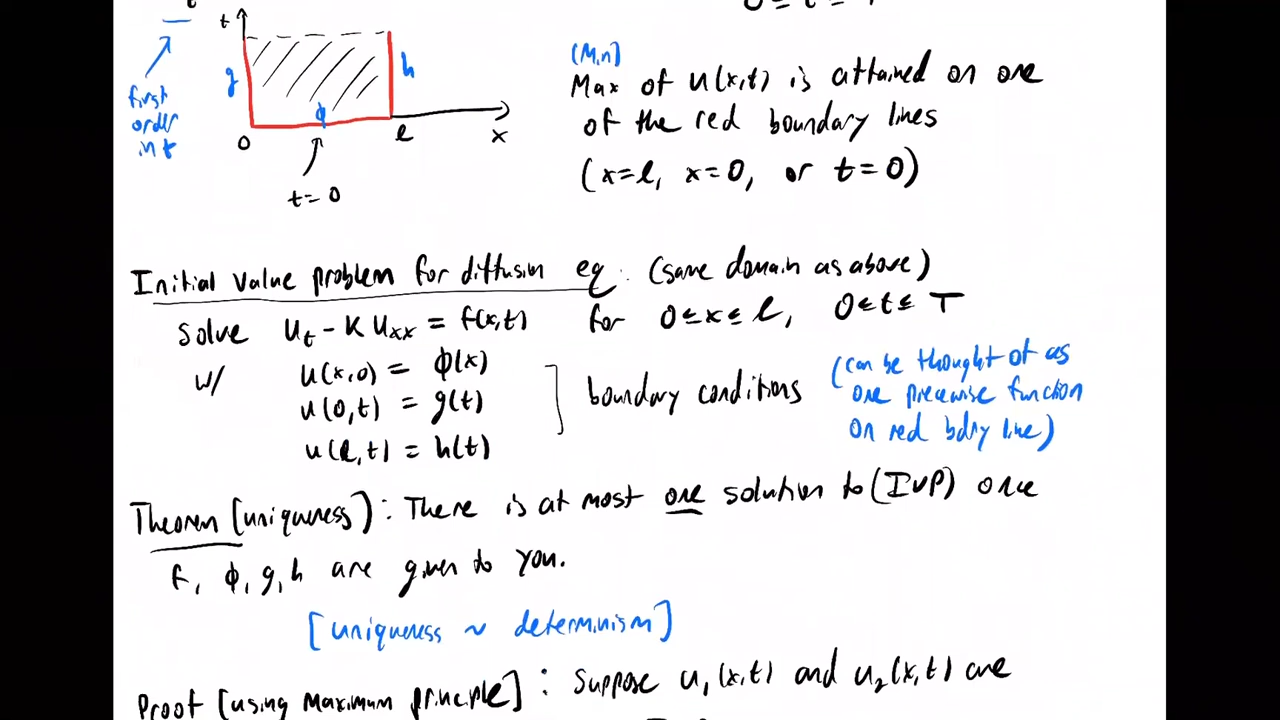 t
g
h
ϕ
first
order
in t
0
l
x
t = 0
(Min)
Max of u(x,t) is attained on one
of the red boundary lines
(x=l, x=0, or t=0)
Initial value problem for diffusion eq. (same domain as above)
Solve u_t - k u_xx = f(x,t) for 0≤x≤l, 0≤t≤T
w/ u(x,0) = ϕ(x)
u(0,t) = g(t)
u(l,t) = h(t)
boundary conditions
(can be thought of as
one piecewise function
on red bdry line)
Theorem [uniqueness]: There is at most one solution to (IVP) once
f, ϕ, g, h are given to you.
[uniqueness ~ determinism]
Proof [using maximum principle]: Suppose u₁(x,t) and u₂(x,t) are